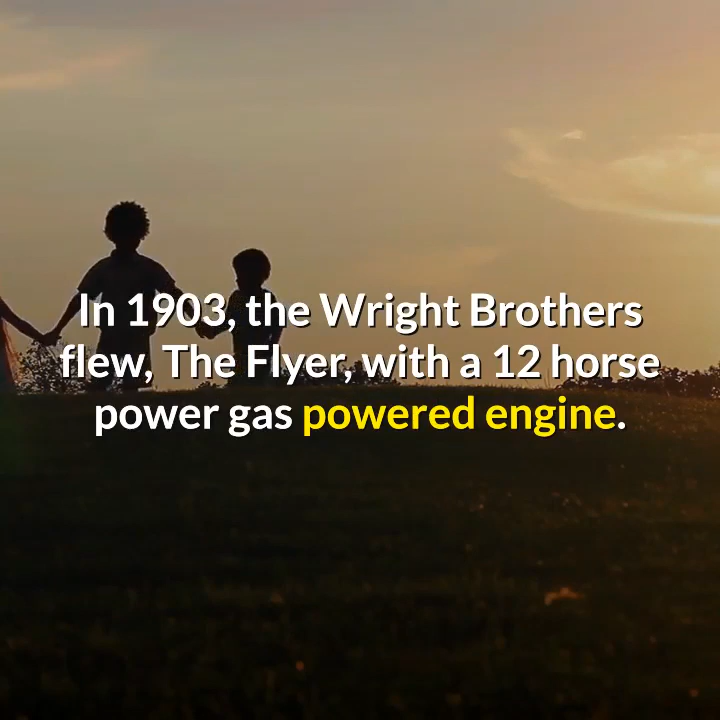 In 1903, the Wright Brothers
flew, The Flyer, with a 12 horse
power gas powered engine.